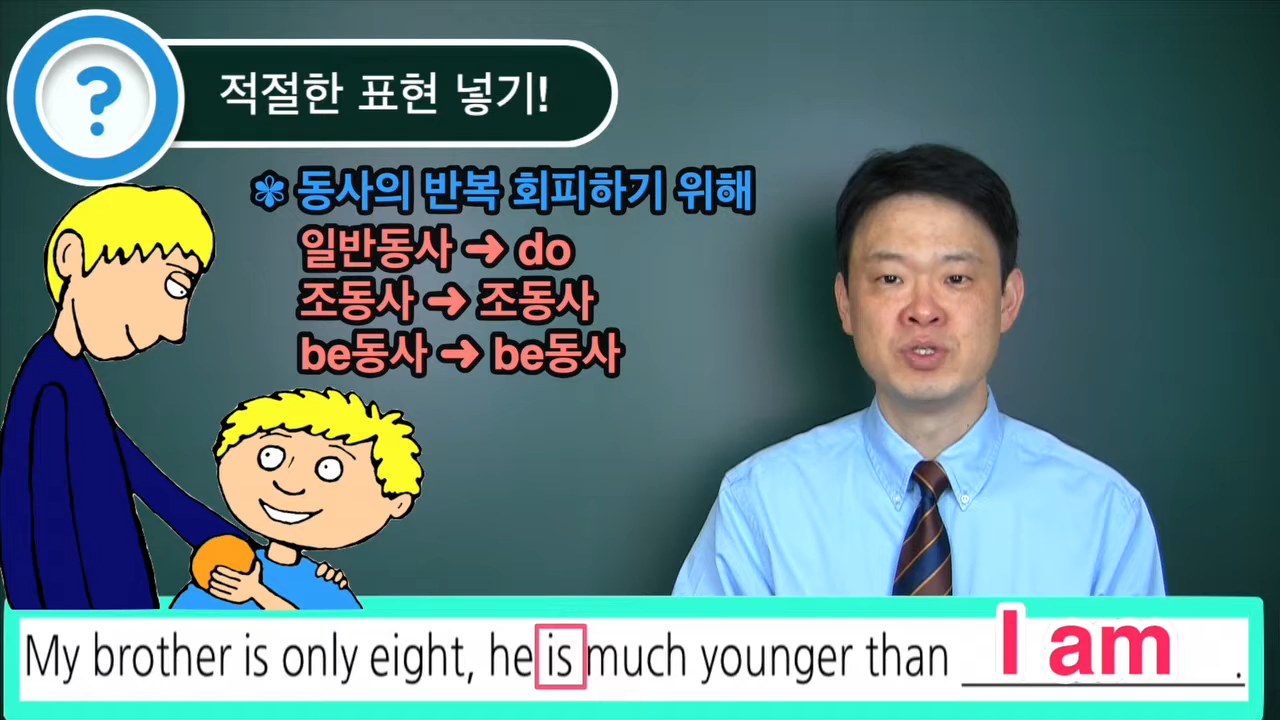 ?
적절한 표현 넣기!
✽ 동사의 반복 회피하기 위해
일반동사 ➜ do
조동사 ➜ 조동사
be동사 ➜ be동사
My brother is only eight, he is much younger than I am .